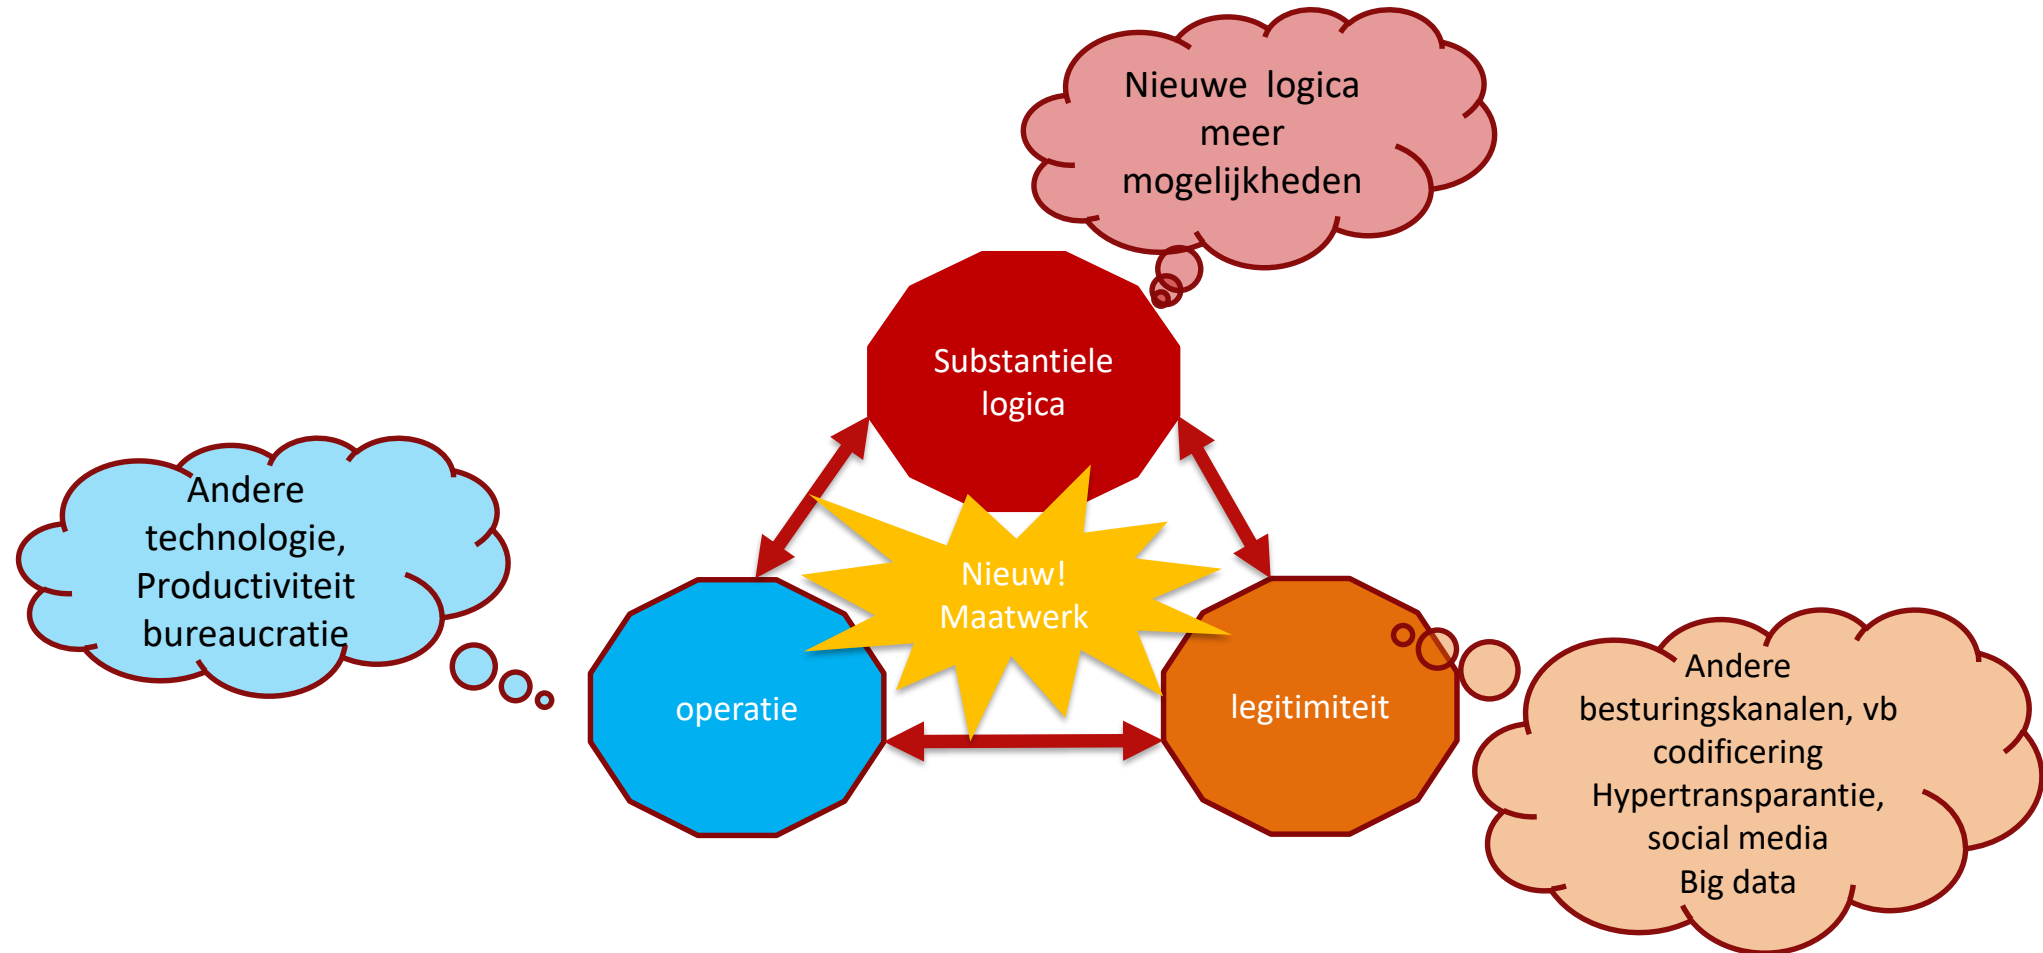 Nieuwe logica
meer
mogelijkheden
Substantiele
logica
Andere
technologie,
Productiviteit
bureaucratie
Nieuw!
Maatwerk
operatie
legitimiteit
Andere
besturingskanalen, vb
codificering
Hypertransparantie,
social media
Big data